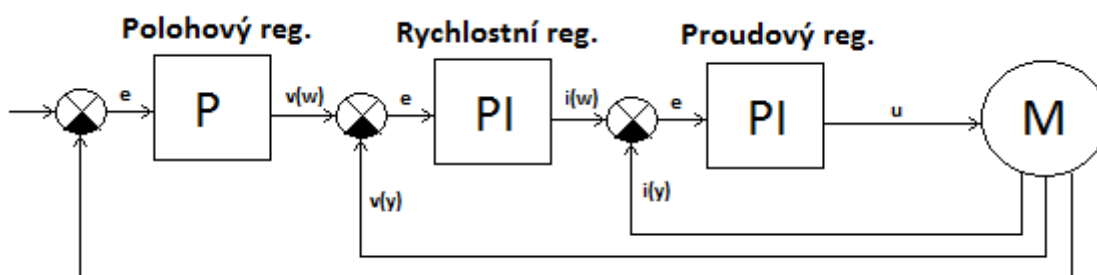 Polohový reg.
Rychlostní reg.
Proudový reg.
e
P
v(w)
e
PI
i(w)
e
PI
u
M
v(y)
i(y)